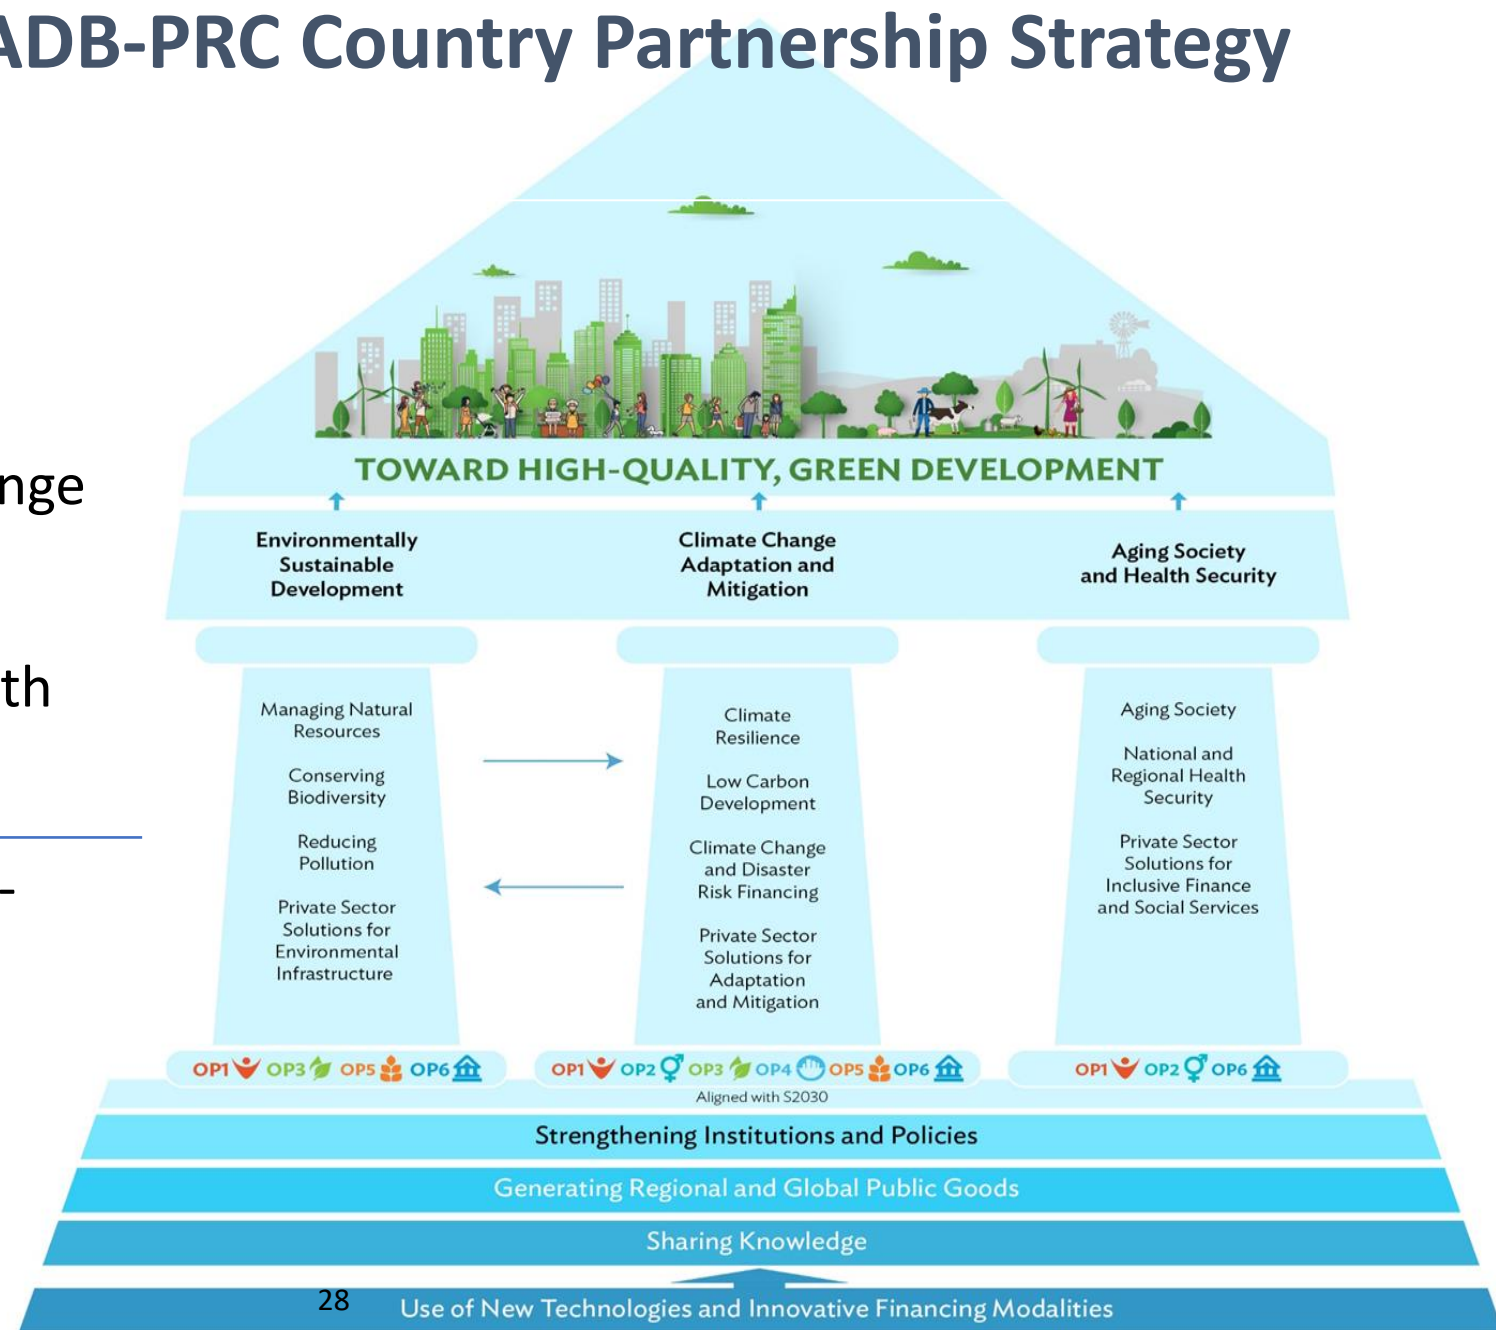 ADB-PRC Country Partnership Strategy
nge
th
–
TOWARD HIGH-QUALITY, GREEN DEVELOPMENT
Environmentally
Sustainable
Development
Climate Change
Adaptation and
Mitigation
Aging Society
and Health Security
Managing Natural
Resources
Conserving
Biodiversity
Reducing
Pollution
Private Sector
Solutions for
Environmental
Infrastructure
Climate
Resilience
Low Carbon
Development
Climate Change
and Disaster
Risk Financing
Private Sector
Solutions for
Adaptation
and Mitigation
Aging Society
National and
Regional Health
Security
Private Sector
Solutions for
Inclusive Finance
and Social Services
OP1 OP3 OP5 OP6
OP1 OP2 OP3 OP4 OP5 OP6
OP1 OP2 OP6
Aligned with S2030
Strengthening Institutions and Policies
Generating Regional and Global Public Goods
Sharing Knowledge
28
Use of New Technologies and Innovative Financing Modalities